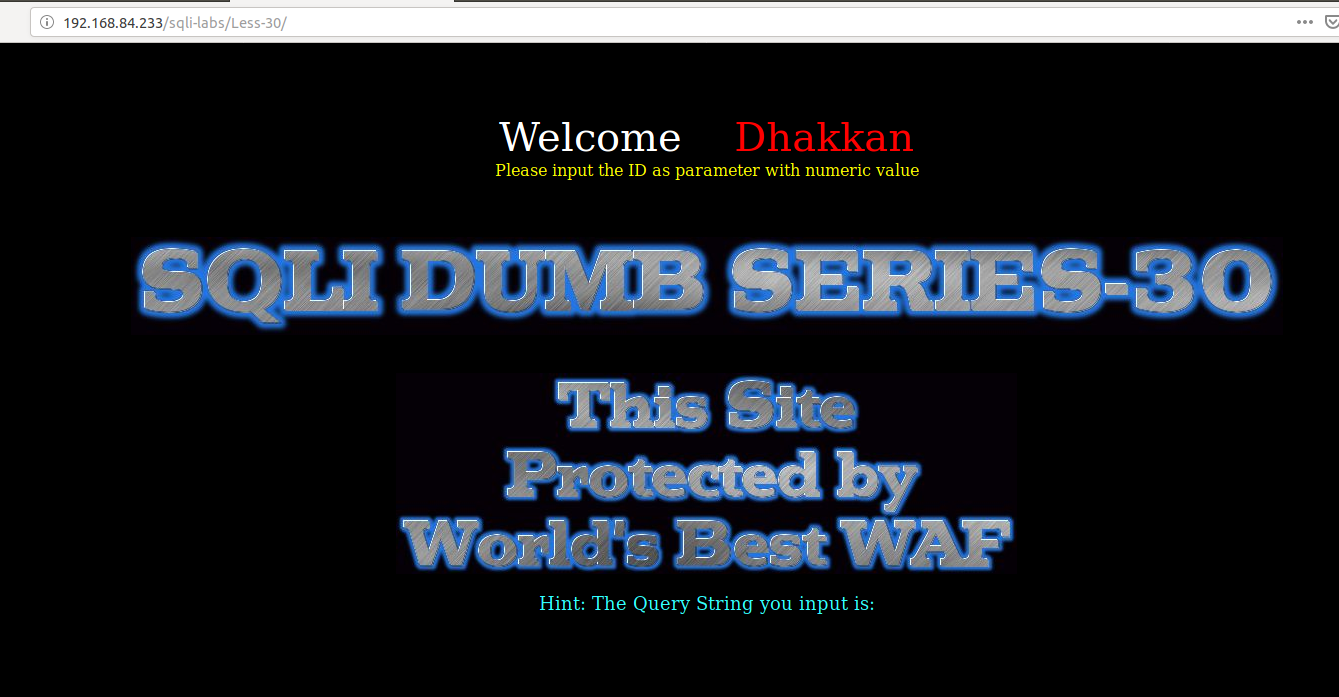 192.168.84.233/sqli-labs/Less-30/
Welcome Dhakkan
Please input the ID as parameter with numeric value
SQLI DUMB SERIES-30
This Site
Protected by
World's Best WAF
Hint: The Query String you input is: